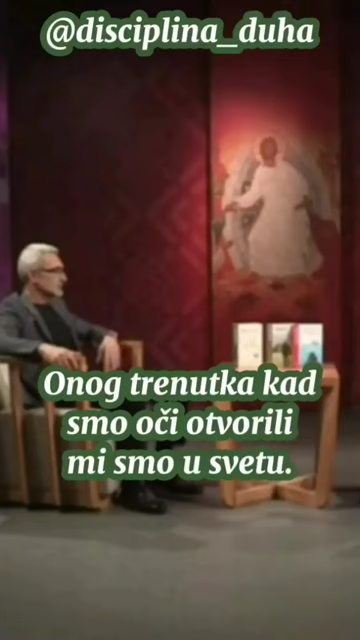 @disciplina_duha
Onog trenutka kad
smo oči otvorili
mi smo u svetu.